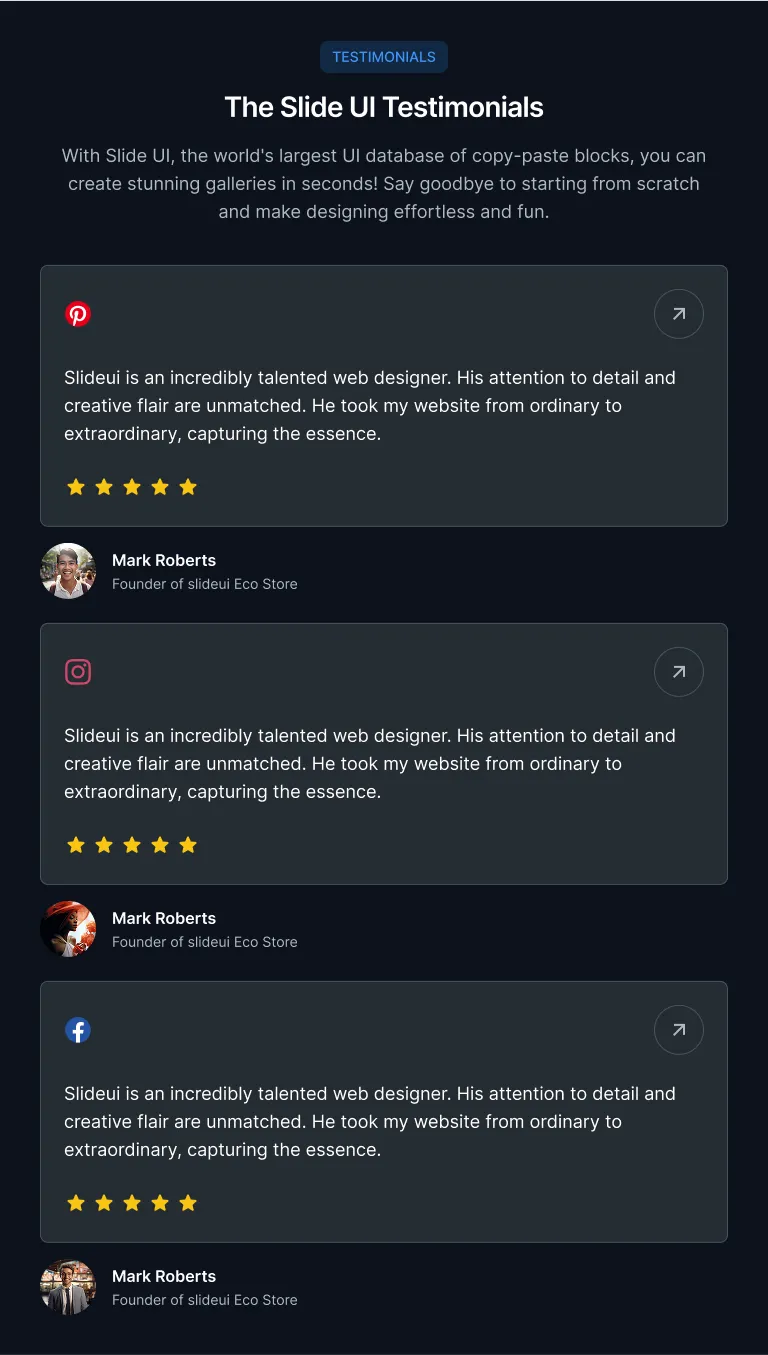 TESTIMONIALS
The Slide UI Testimonials
With Slide UI, the world's largest UI database of copy-paste blocks, you can
create stunning galleries in seconds! Say goodbye to starting from scratch
and make designing effortless and fun.
Slideui is an incredibly talented web designer. His attention to detail and
creative flair are unmatched. He took my website from ordinary to
extraordinary, capturing the essence.
Mark Roberts
Founder of slideui Eco Store
Slideui is an incredibly talented web designer. His attention to detail and
creative flair are unmatched. He took my website from ordinary to
extraordinary, capturing the essence.
Mark Roberts
Founder of slideui Eco Store
Slideui is an incredibly talented web designer. His attention to detail and
creative flair are unmatched. He took my website from ordinary to
extraordinary, capturing the essence.
Mark Roberts
Founder of slideui Eco Store